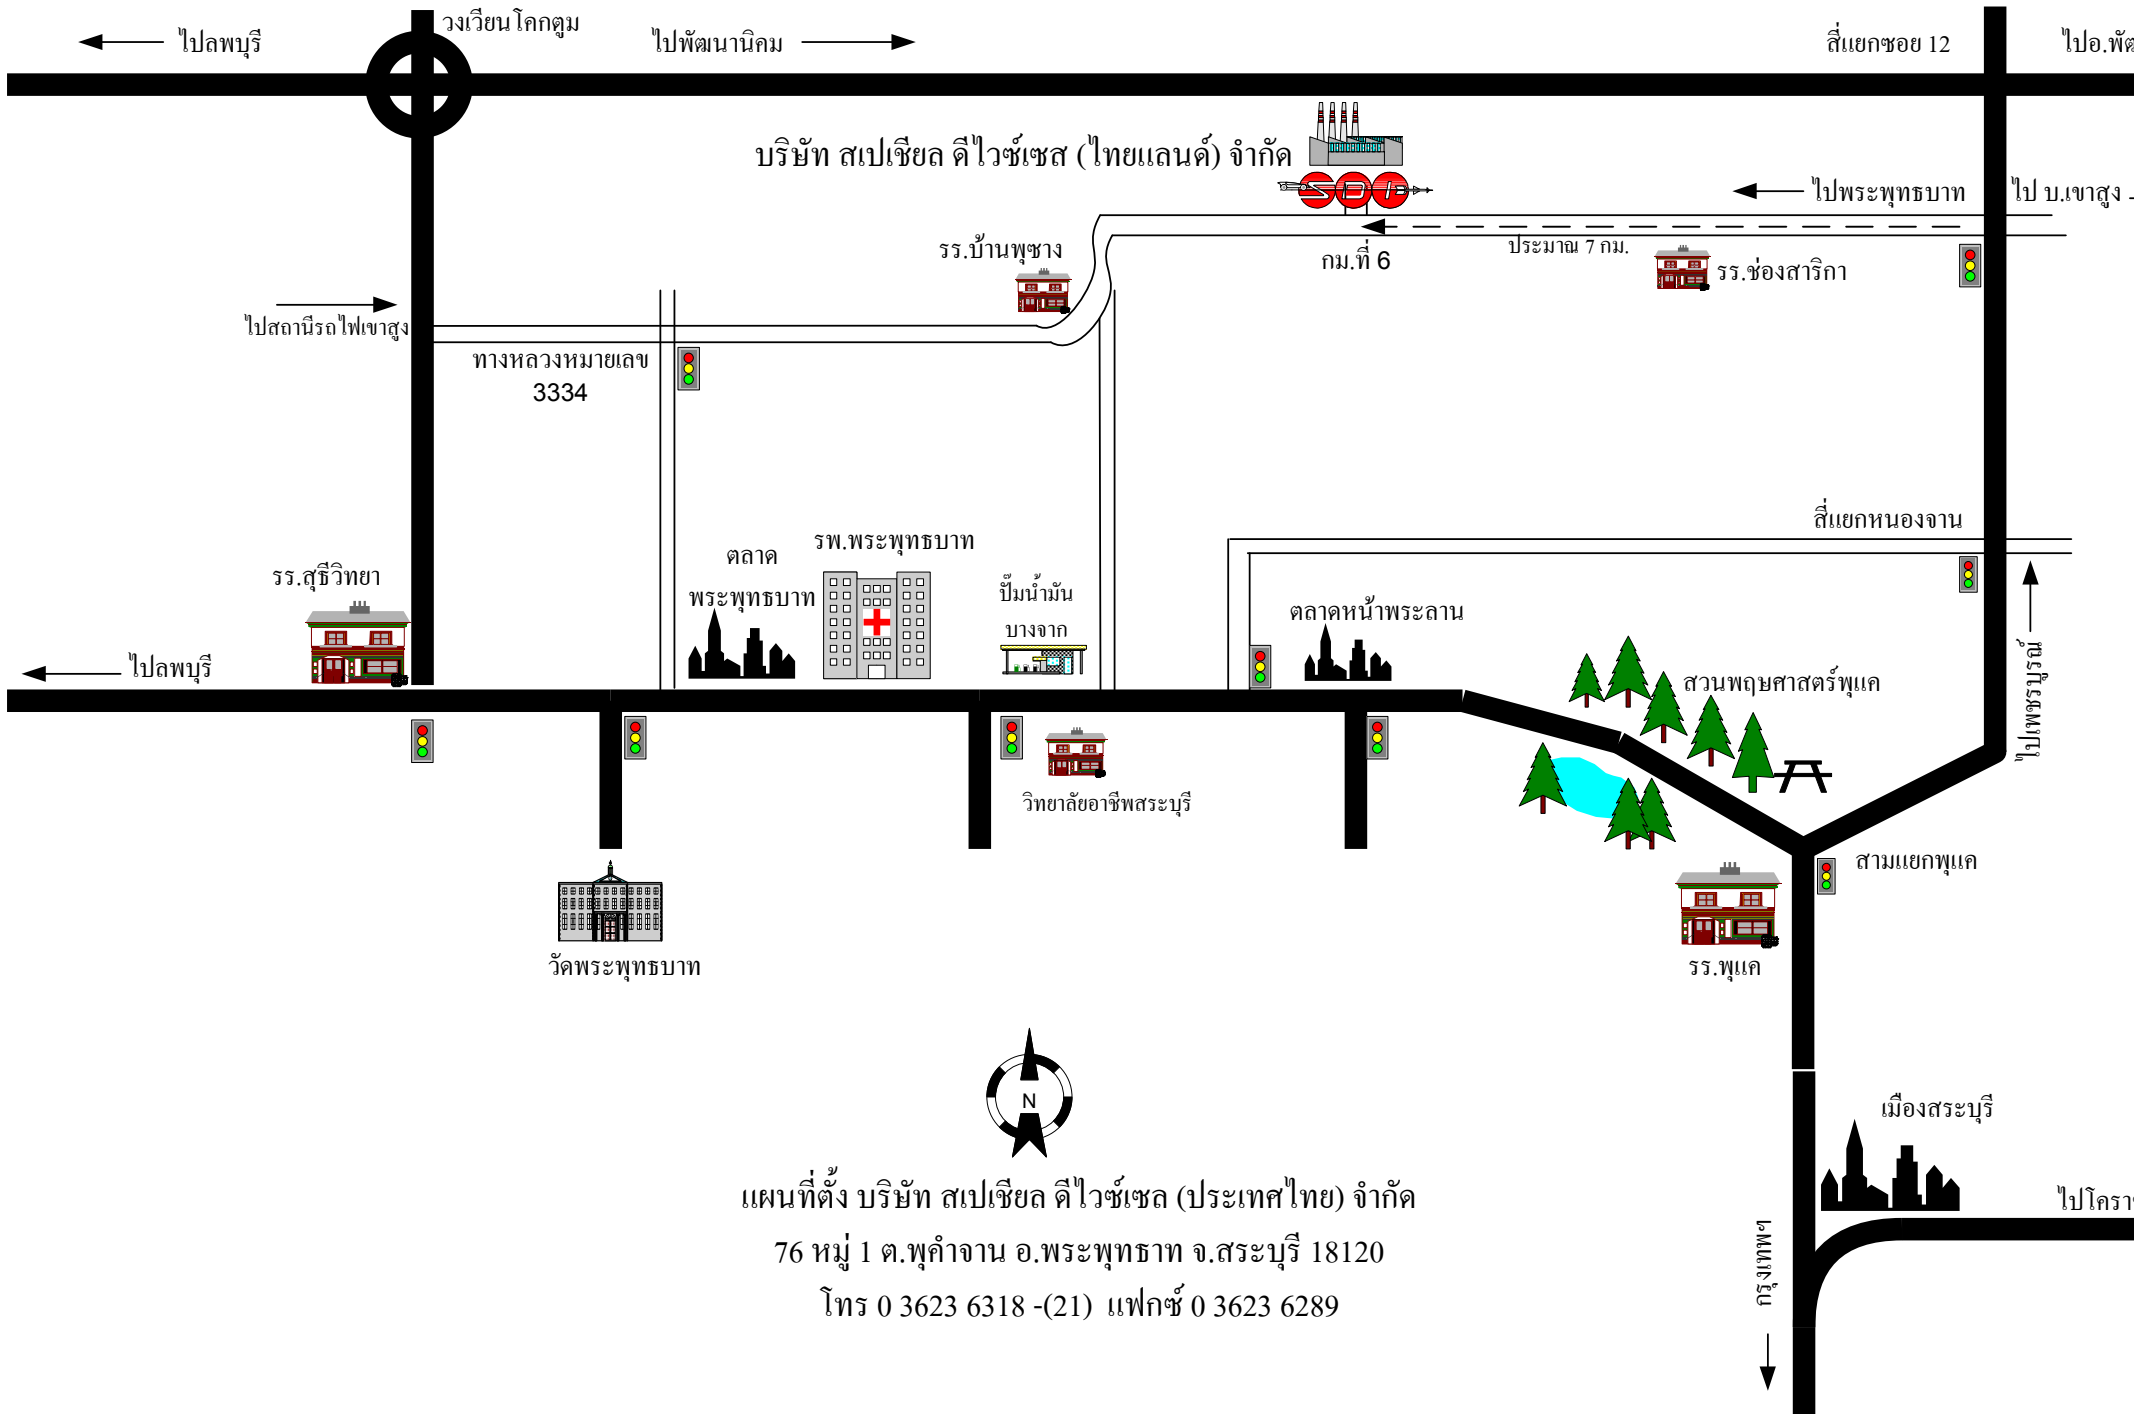 วงเวียนโคกตูม
ไปลพบุรี
ไปพัฒนานิคม
สี่แยกซอย 12
ไปอ.พัต
บริษัท สเปเชียล ดีไวซ์เซส (ไทยแลนด์) จำกัด
SDI
ไปพระพุทธบาท
ไป บ.เขาสูง
รร.บ้านพุซาง
กม.ที่ 6
ประมาณ 7 กม.
รร.ช่องสาริกา
ไปสถานีรถไฟเขาสูง
ทางหลวงหมายเลข
3334
สี่แยกหนองจาน
รร.สุธีวิทยา
ตลาด
พระพุทธบาท
รพ.พระพุทธบาท
ปั๊มน้ำมัน
บางจาก
ตลาดหน้าพระลาน
ไปลพบุรี
สวนพฤษศาสตร์พุแค
ไปเพชรบูรณ์
วิทยาลัยอาชีพสระบุรี
สามแยกพุแค
วัดพระพุทธบาท
รร.พุแค
N
เมืองสระบุรี
ไปโครา
กรุงเทพฯ
แผนที่ตั้ง บริษัท สเปเชียล ดีไวซ์เซล (ประเทศไทย) จำกัด
76 หมู่ 1 ต.พุคำจาน อ.พระพุทธาท จ.สระบุรี 18120
โทร 0 3623 6318 -(21) แฟกซ์ 0 3623 6289